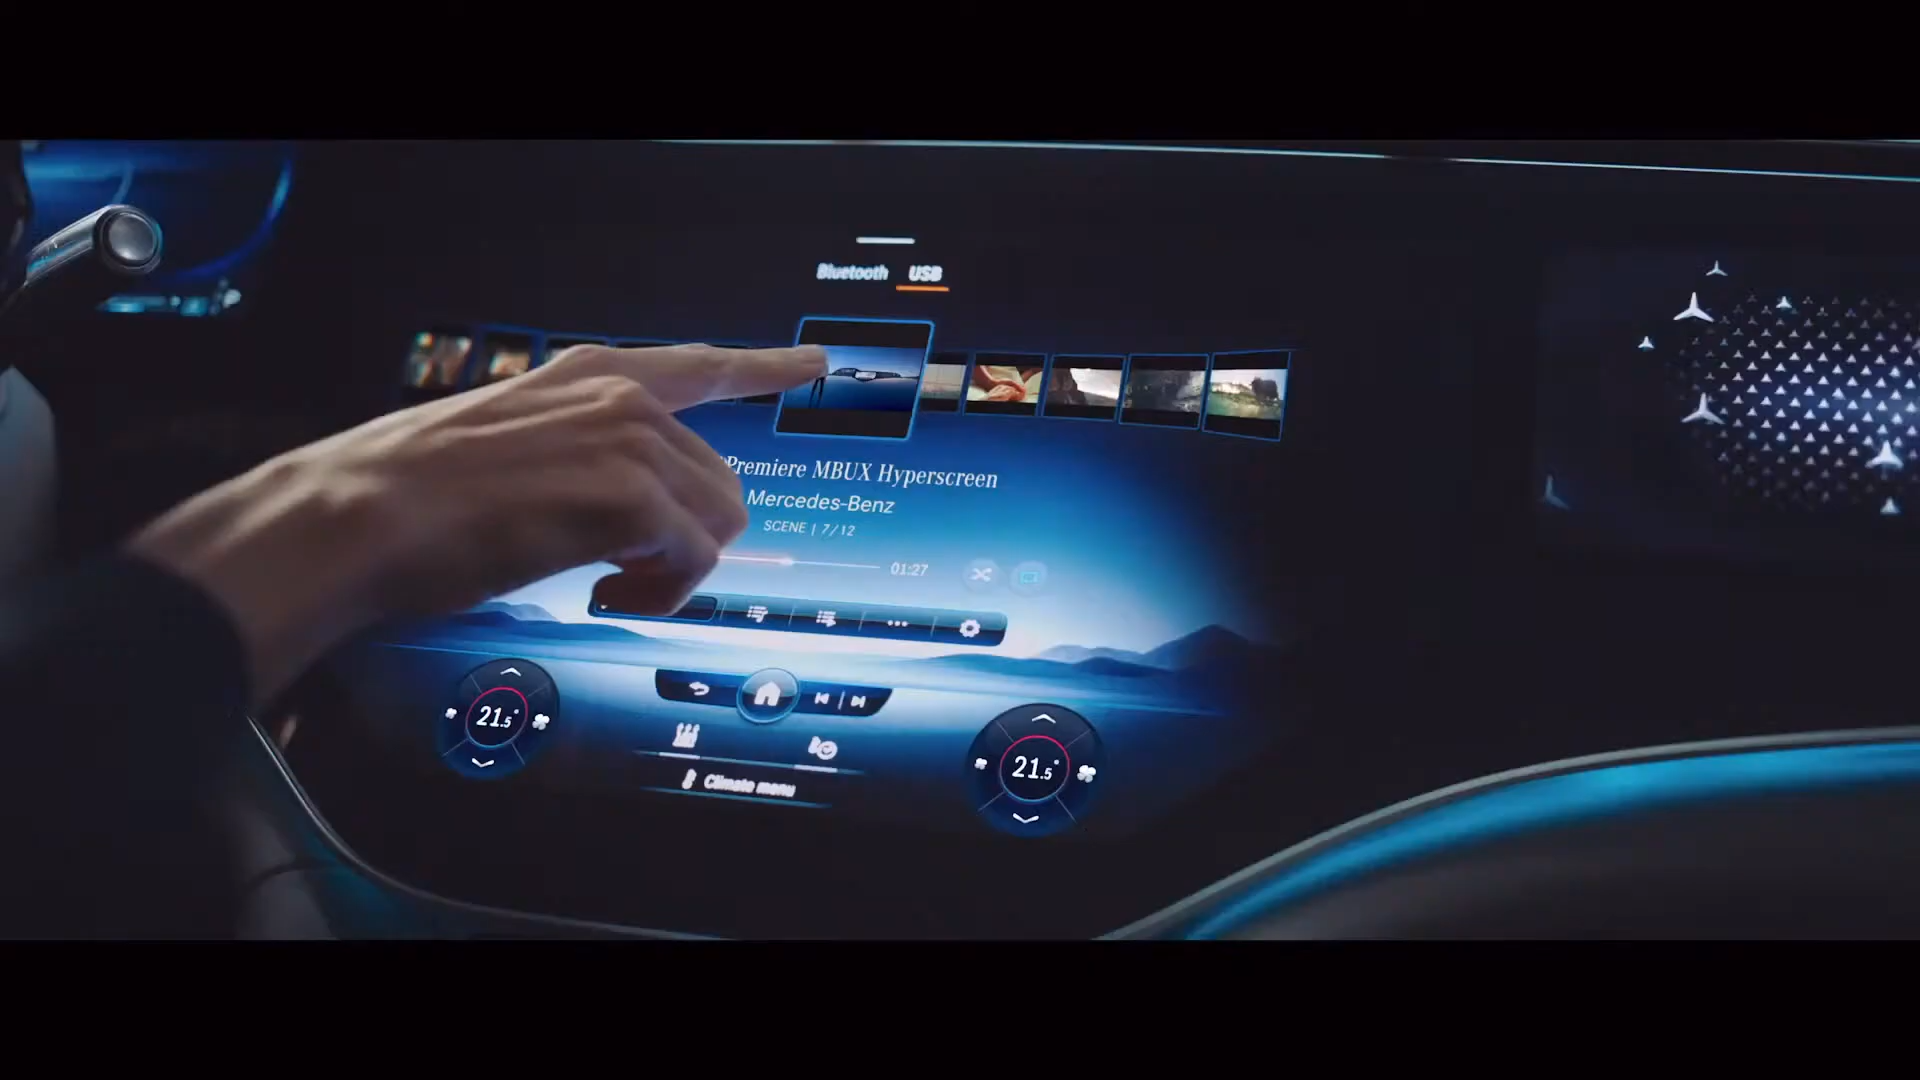 Bluetooth USB
Premiere MBUX Hyperscreen
Mercedes-Benz
SCENE | 7/12
01:27
21.5°
21.5°
Climate menu